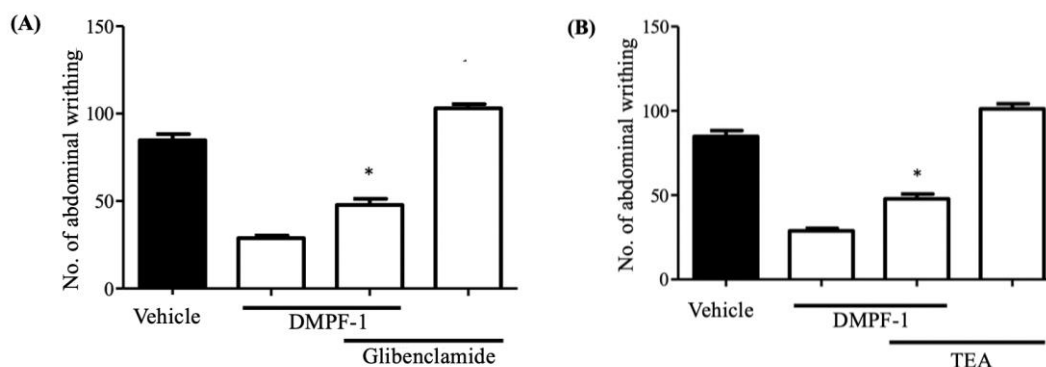 (A)
No. of abdominal writhing
150
100
50
0
*
Vehicle
DMPF-1
Glibenclamide
(B)
No. of abdominal writhing
150
100
50
0
*
Vehicle
DMPF-1
TEA